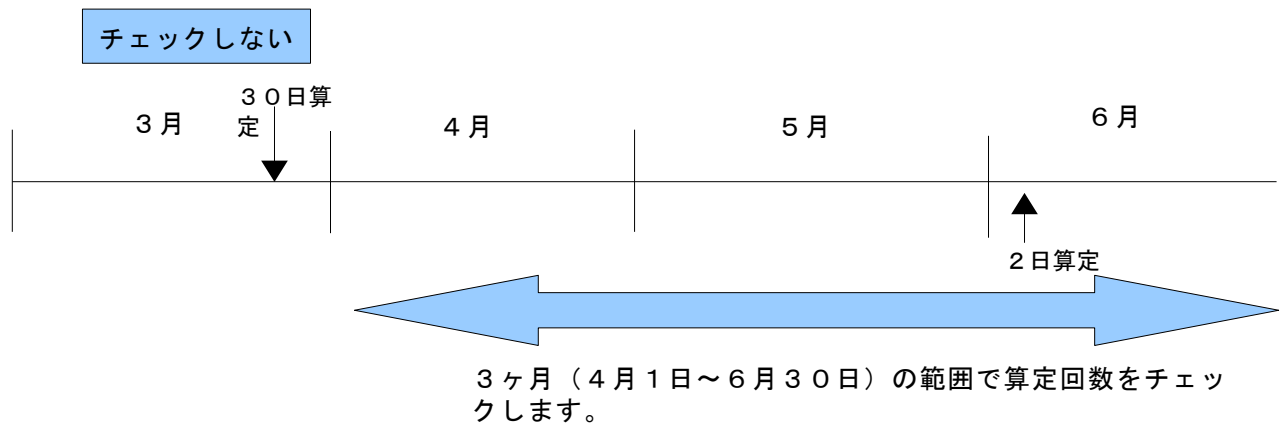 チェックしない
３０日算
定
３月
４月
５月
６月
２日算定
３ヶ月（４月１日～６月３０日）の範囲で算定回数をチェッ
クします。